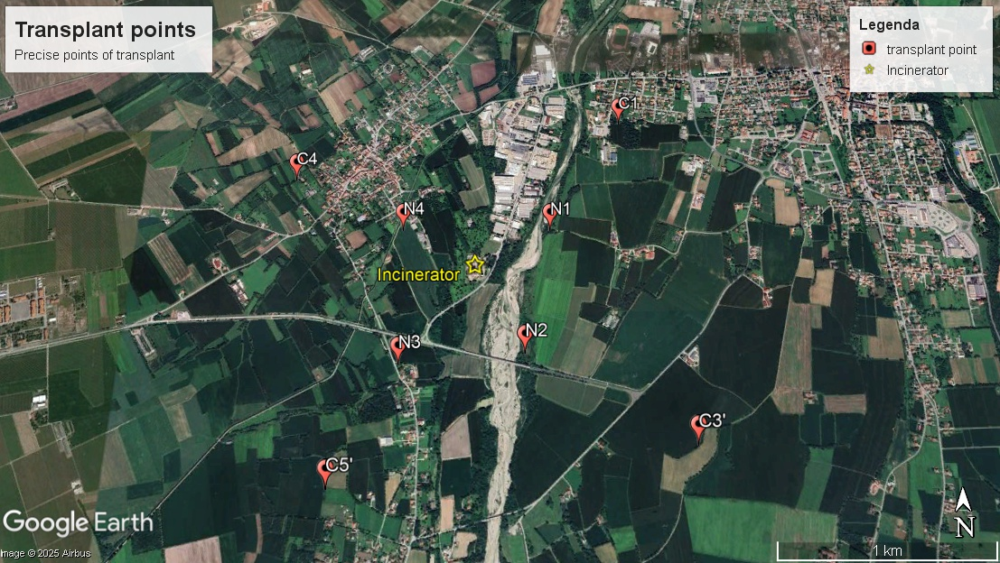 Transplant points
Precise points of transplant
Legenda
transplant point
Incinerator
C1
C4
N4
N1
Incinerator
N2
N3
C3'
C5'
Google Earth
Image © 2025 Airbus
N
1 km